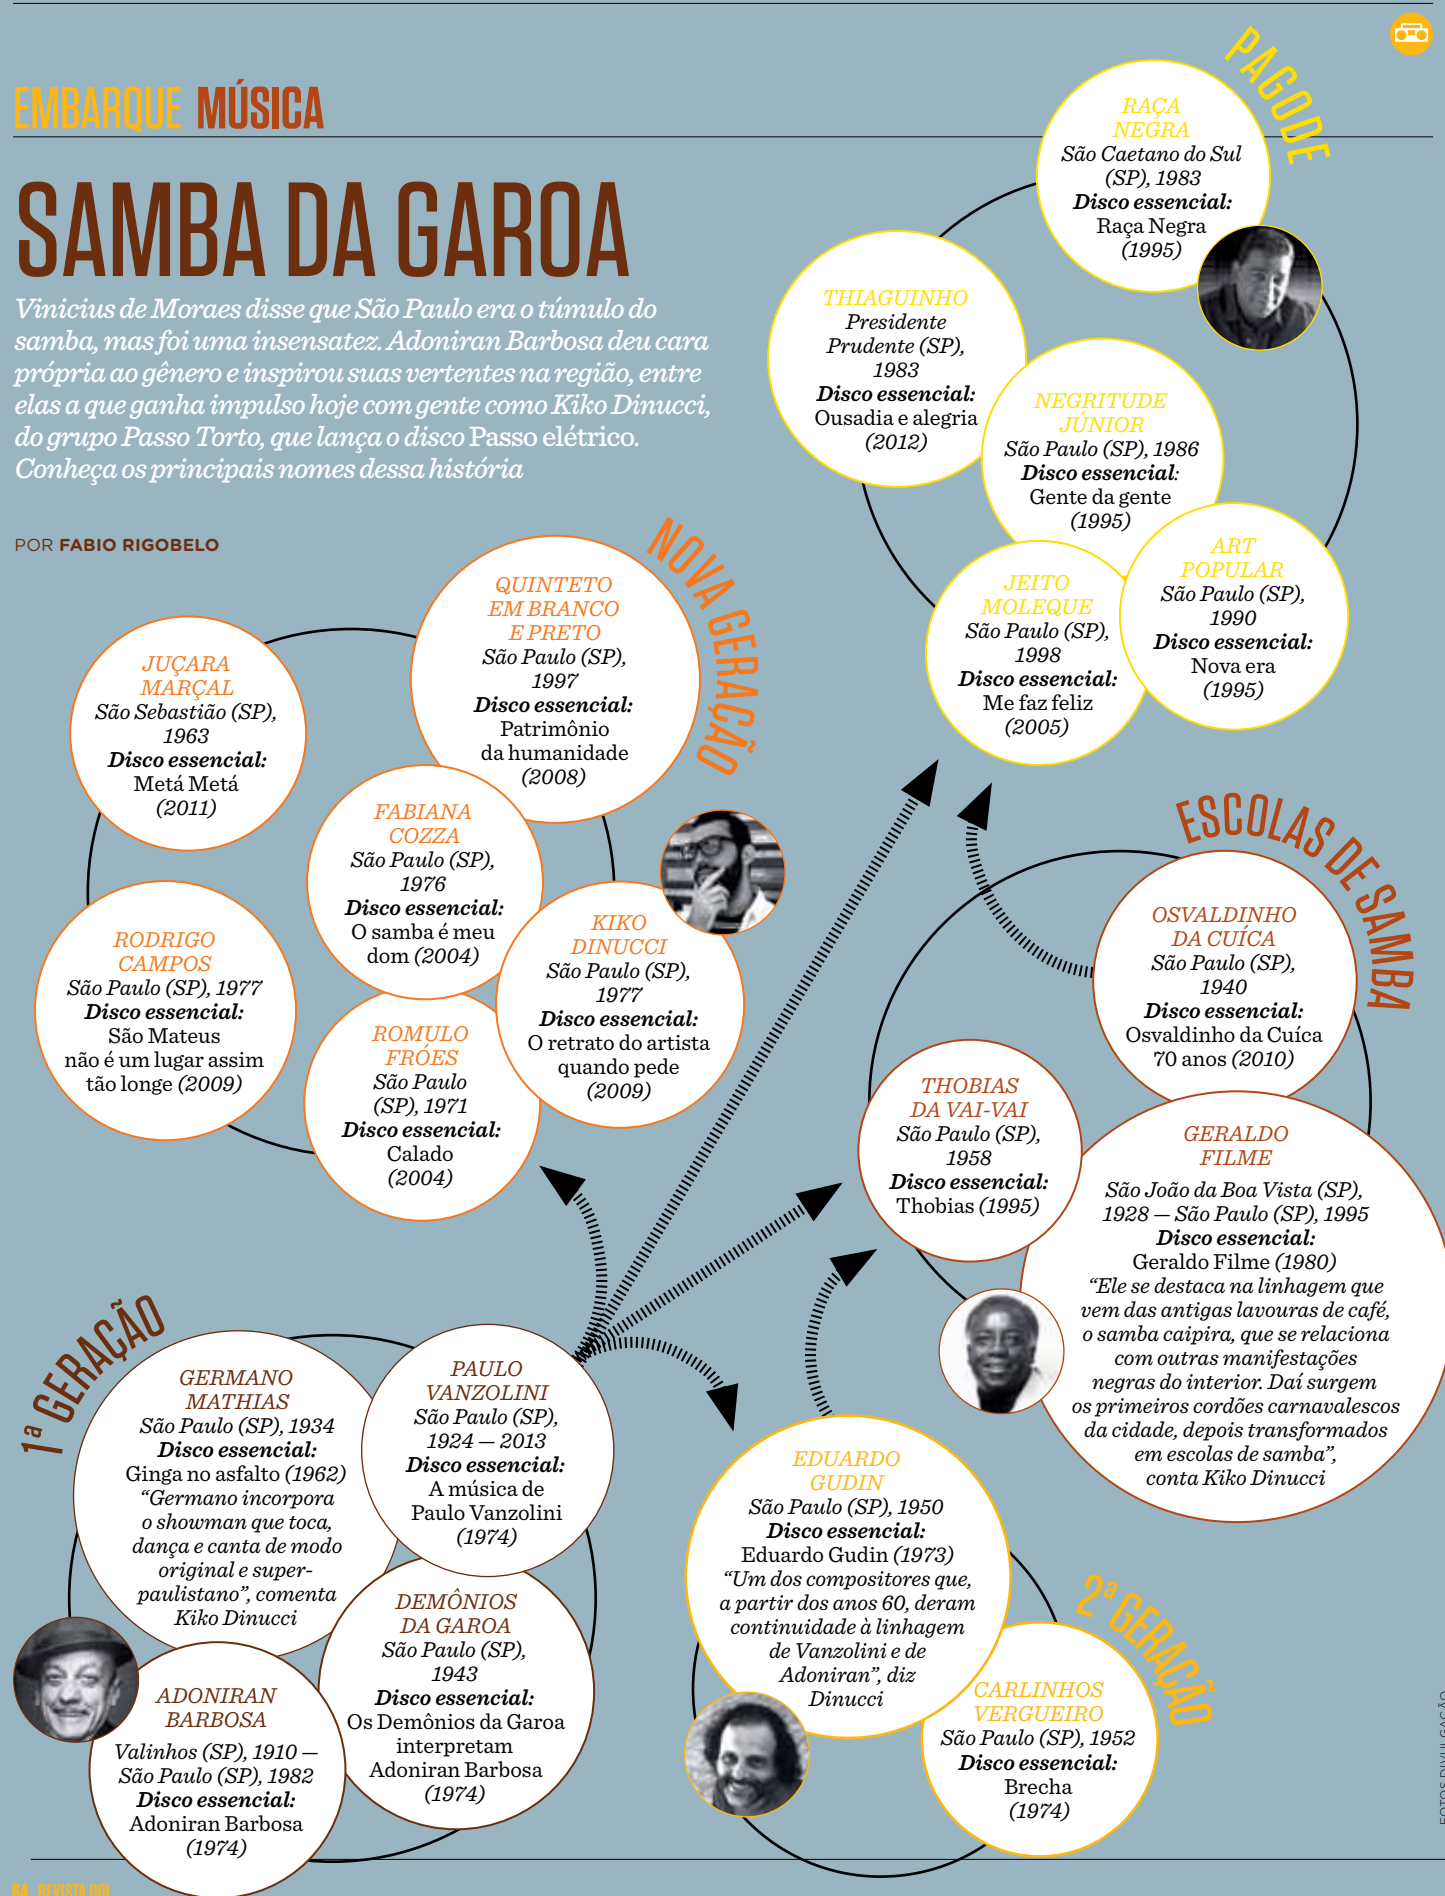 EMBARQUE MÚSICA
SAMBA DA GAROA
Vinicius de Moraes disse que São Paulo era o túmulo do
samba, mas foi uma insensatez. Adoniran Barbosa deu cara
própria ao gênero e inspirou suas vertentes na região, entre
elas a que ganha impulso hoje com gente como Kiko Dinucci,
do grupo Passo Torto, que lança o disco Passo elétrico.
Conheça os principais nomes dessa história
POR FABIO RIGOBELO
PAGODE
RAÇA
NEGRA
São Caetano do Sul
(SP), 1983
Disco essencial:
Raça Negra
(1995)
THIAGUINHO
Presidente
Prudente (SP),
1983
Disco essencial:
Ousadia e alegria
(2012)
NEGRITUDE
JÚNIOR
São Paulo (SP), 1986
Disco essencial:
Gente da gente
(1995)
ART
POPULAR
São Paulo (SP),
1990
Disco essencial:
Nova era
(1995)
JEITO
MOLEQUE
São Paulo (SP),
1998
Disco essencial:
Me faz feliz
(2005)
NOVA GERAÇÃO
QUINTETO
EM BRANCO
E PRETO
São Paulo (SP),
1997
Disco essencial:
Patrimônio
da humanidade
(2008)
JUÇARA
MARÇAL
São Sebastião (SP),
1963
Disco essencial:
Metá Metá
(2011)
FABIANA
COZZA
São Paulo (SP),
1976
Disco essencial:
O samba é meu
dom (2004)
RODRIGO
CAMPOS
São Paulo (SP), 1977
Disco essencial:
São Mateus
não é um lugar assim
tão longe (2009)
KIKO
DINUCCI
São Paulo (SP),
1977
Disco essencial:
O retrato do artista
quando pede
(2009)
ROMULO
FRÓES
São Paulo
(SP), 1971
Disco essencial:
Calado
(2004)
ESCOLAS DE SAMBA
OSVALDINHO
DA CUÍCA
São Paulo (SP),
1940
Disco essencial:
Osvaldinho da Cuíca
70 anos (2010)
THOBIAS
DA VAI-VAI
São Paulo (SP),
1958
Disco essencial:
Thobias (1995)
GERALDO
FILME
São João da Boa Vista (SP),
1928 — São Paulo (SP), 1995
Disco essencial:
Geraldo Filme (1980)
“Ele se destaca na linhagem que
vem das antigas lavouras de café,
o samba caipira, que se relaciona
com outras manifestações
negras do interior. Daí surgem
os primeiros cordões carnavalescos
da cidade, depois transformados
em escolas de samba”,
conta Kiko Dinucci
1ª GERAÇÃO
GERMANO
MATHIAS
São Paulo (SP), 1934
Disco essencial:
Ginga no asfalto (1962)
“Germano incorpora
o showman que toca,
dança e canta de modo
original e super-
paulistano”, comenta
Kiko Dinucci
PAULO
VANZOLINI
São Paulo (SP),
1924 — 2013
Disco essencial:
A música de
Paulo Vanzolini
(1974)
DEMÔNIOS
DA GAROA
São Paulo (SP),
1943
Disco essencial:
Os Demônios da Garoa
interpretam
Adoniran Barbosa
(1974)
ADONIRAN
BARBOSA
Valinhos (SP), 1910 —
São Paulo (SP), 1982
Disco essencial:
Adoniran Barbosa
(1974)
2ª GERAÇÃO
EDUARDO
GUDIN
São Paulo (SP), 1950
Disco essencial:
Eduardo Gudin (1973)
“Um dos compositores que,
a partir dos anos 60, deram
continuidade à linhagem
de Vanzolini e de
Adoniran”, diz
Dinucci
CARLINHOS
VERGUEIRO
São Paulo (SP), 1952
Disco essencial:
Brecha
(1974)
FOTOS DIVULGAÇÃO
64 REVISTA GOL